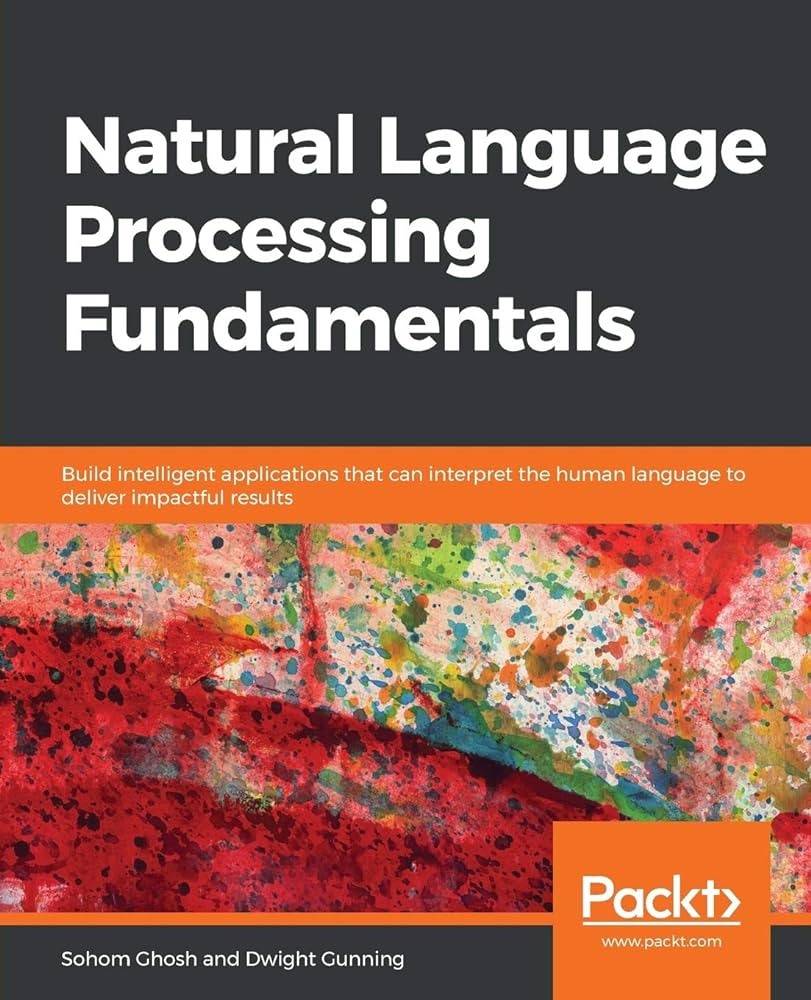 Natural Language
Processing
Fundamentals
Build intelligent applications that can interpret the human language to
deliver impactful results
Packt>
www.packt.com
Sohom Ghosh and Dwight Gunning